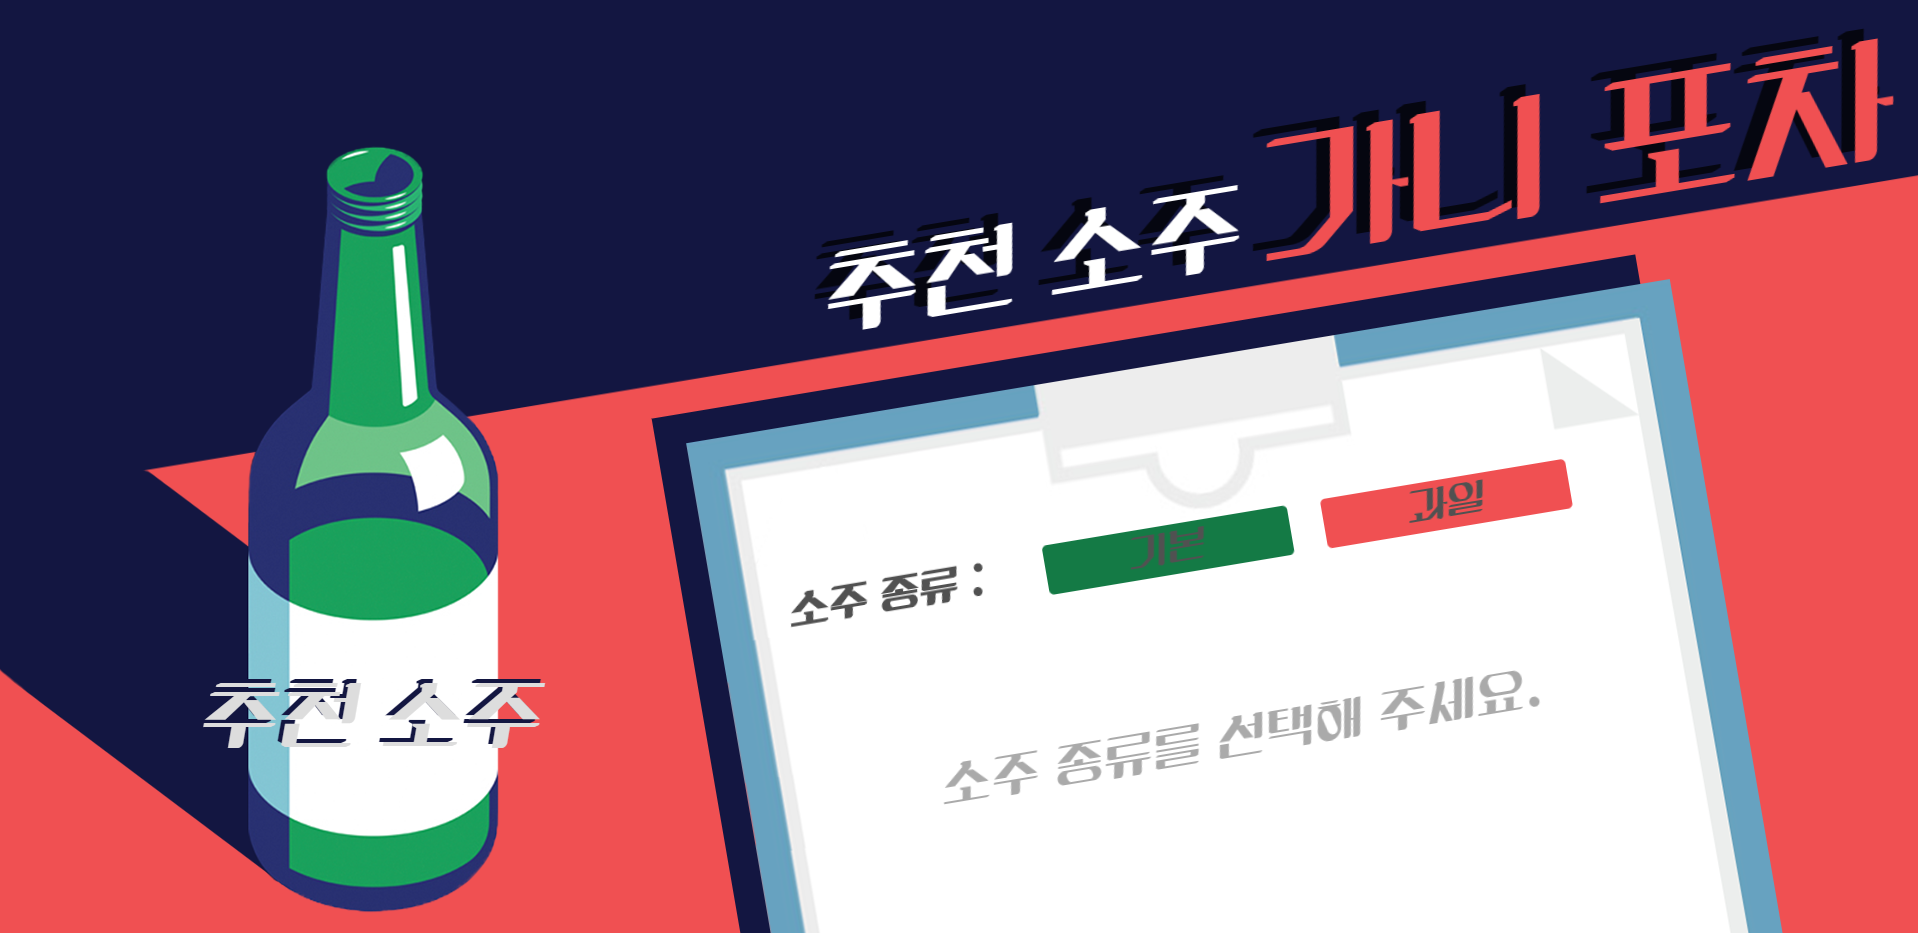 추천 소주 개니 포차
소주 종류 : 기본 과일
소주 종류를 선택해 주세요.
추천 소주